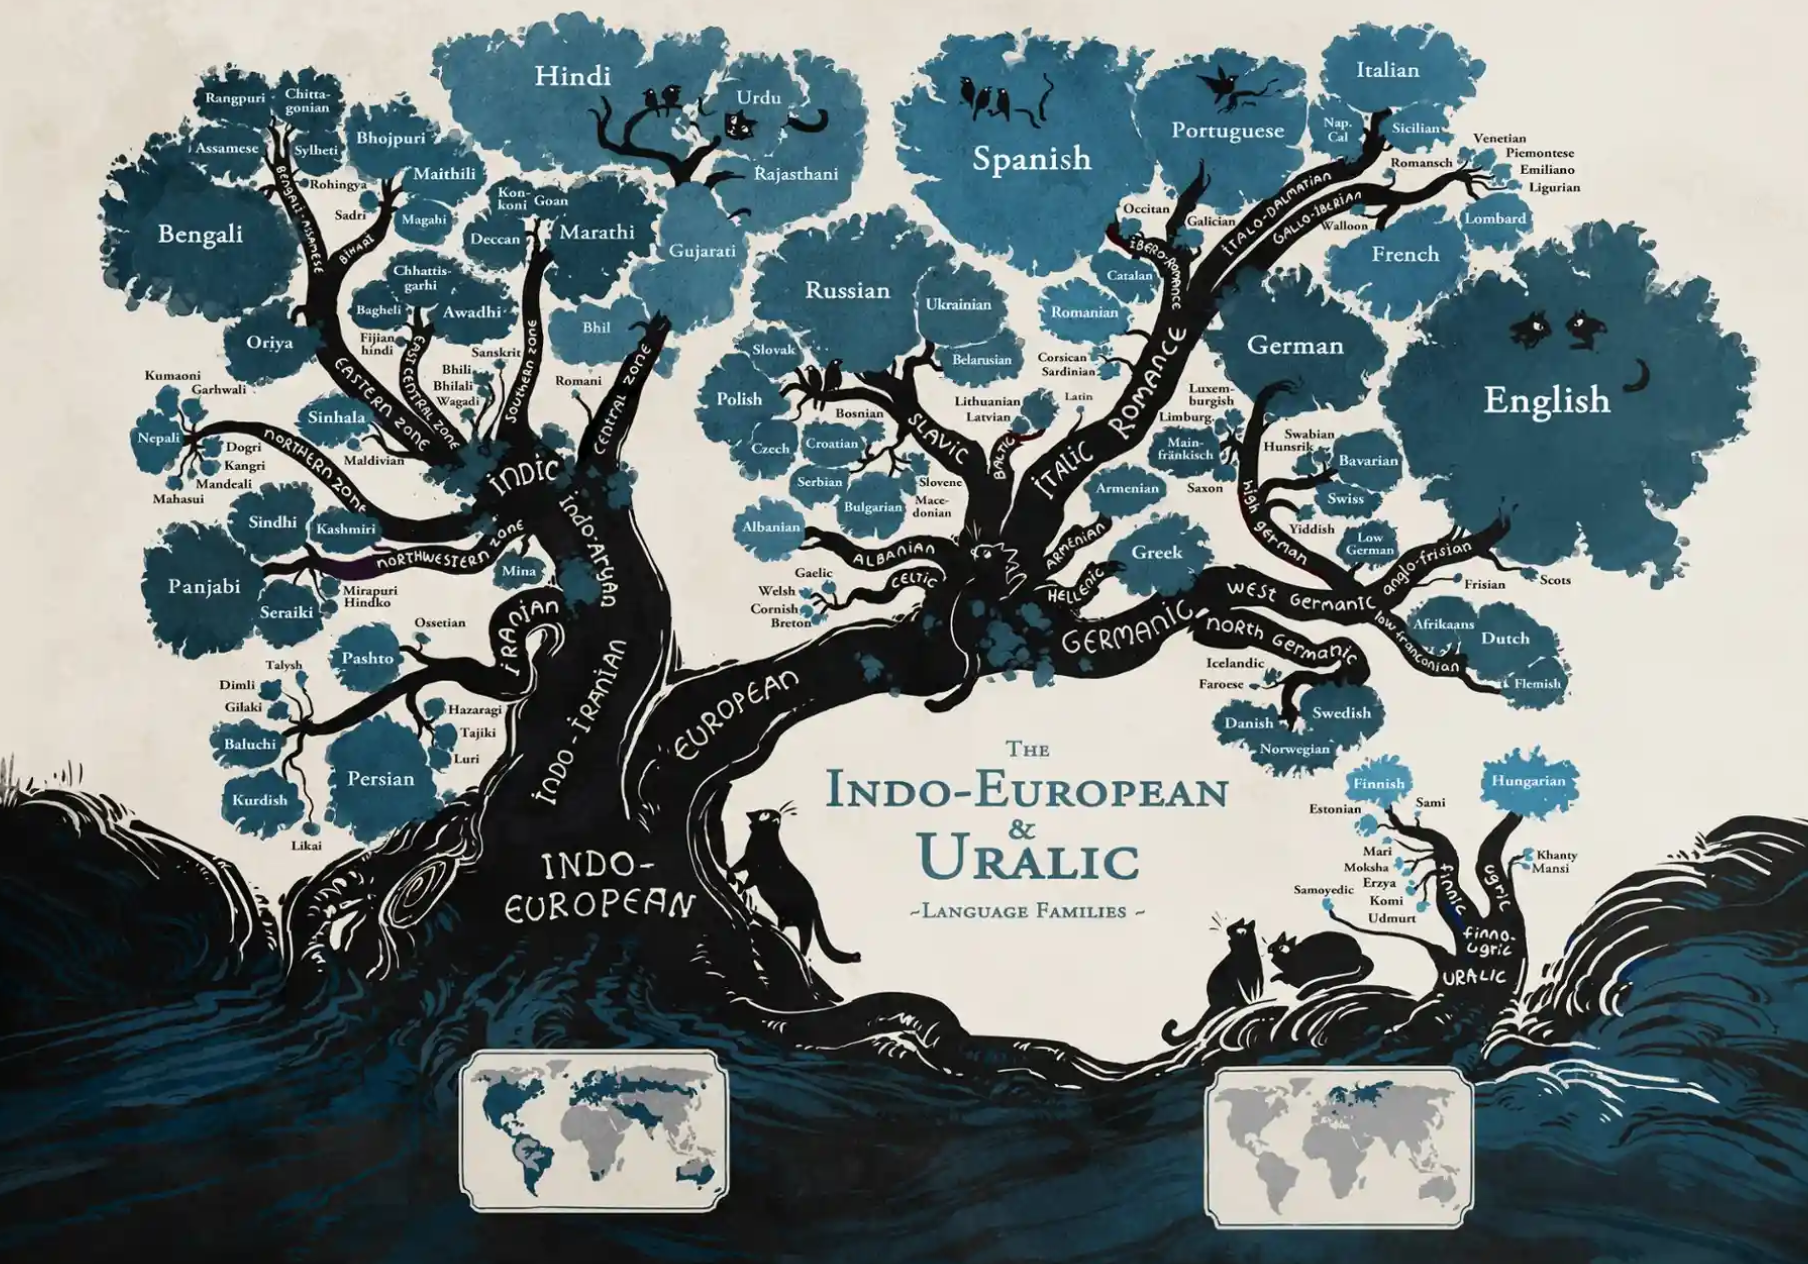 Hindi
Urdu
Rajasthani
Gujarati
Rangpuri
Chitta-
gonian
Assamese
Sylheti
Rohingya
BENGALI-ASSAMESE
Bengali
Bhojpuri
Maithili
Sadri
Magahi
BIHARI
Oriya
EASTERN ZONE
Chhattis-
garhi
Bagheli
Awadhi
Fijian
hindi
EAST CENTRAL ZONE
Kon-
koni
Goan
Deccan
Marathi
SOUTHERN ZONE
Sanskrit
Bhili
Bhilali
Wagadi
Bhil
Romani
CENTRAL ZONE
Kumaoni
Garhwali
Nepali
Dogri
Kangri
Mandeali
Mahasui
NORTHERN ZONE
Sinhala
Maldivian
INDIC
Sindhi
Kashmiri
Panjabi
NORTHWESTERN ZONE
Mina
Mirapuri
Hindko
Seraiki
INDO-ARYAN
IRANIAN
Ossetian
Pashto
Talysh
Dimli
Gilaki
Baluchi
Kurdish
Likai
Persian
Hazaragi
Tajiki
Luri
INDO-IRANIAN
INDO-
EUROPEAN
EUROPEAN
Spanish
Portuguese
Occitan
Galician
Catalan
IBERO-ROMANCE
Italian
Nap.
Cal
Sicilian
ITALO-DALMATIAN
GALLO-IBERIAN
Romansch
Venetian
Piemontese
Emiliano
Ligurian
Lombard
Walloon
French
Romanian
Corsican
Sardinian
ROMANCE
Latin
ITALIC
Russian
Ukrainian
Belarusian
Slovak
Polish
Czech
Bosnian
Croatian
Serbian
Bulgarian
Slovene
Mace-
donian
SLAVIC
Lithuanian
Latvian
BALTIC
Albanian
ALBANIAN
Gaelic
Welsh
Cornish
Breton
CELTIC
Armenian
ARMENIAN
Greek
HELLENIC
GERMANIC
WEST GERMANIC
NORTH GERMANIC
German
Luxem-
burgish
Limburg.
Main-
fränkisch
Saxon
Swabian
Hunsrik
Bavarian
Swiss
Yiddish
Low
German
HIGH GERMAN
English
ANGLO-FRISIAN
Frisian
Scots
LOW FRANCONIAN
Afrikaans
Dutch
Flemish
Icelandic
Faroese
Danish
Swedish
Norwegian
THE
INDO-EUROPEAN
&
URALIC
~LANGUAGE FAMILIES ~
Finnish
Hungarian
Estonian
Sami
Mari
Moksha
Erzya
Komi
Udmurt
Samoyedic
Khanty
Mansi
FINNIC
UGRIC
FINNO-
UGRIC
URALIC